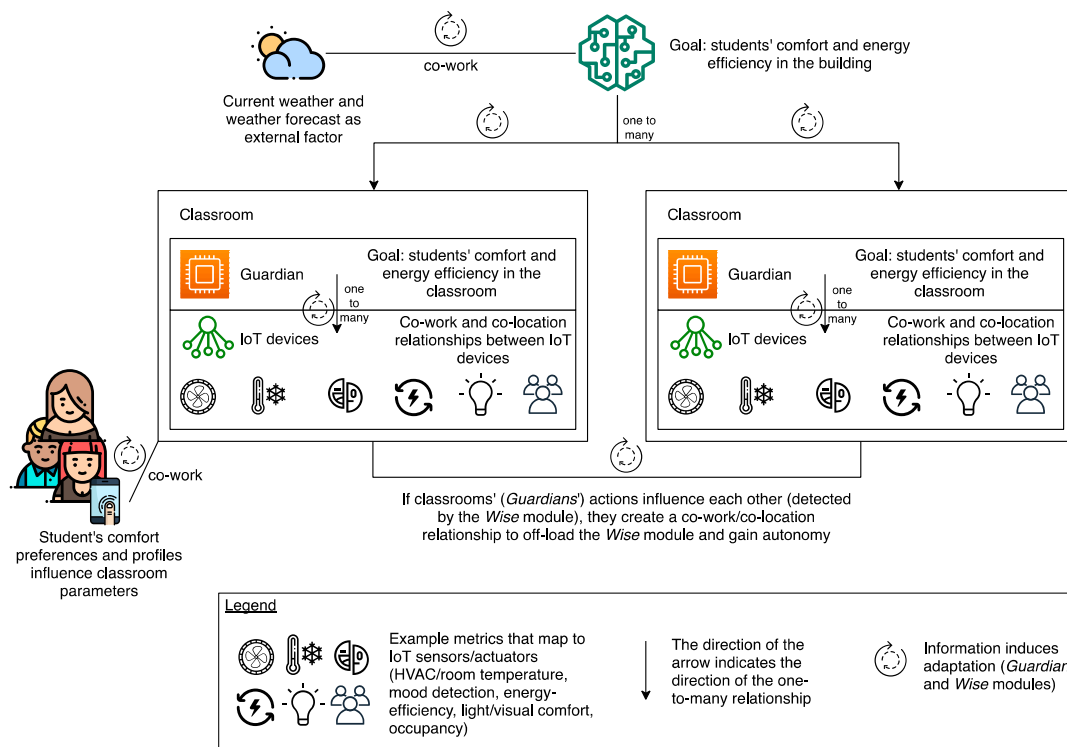 Goal: students' comfort and energy
efficiency in the building
co-work
Current weather and
weather forecast as
external factor
one to
many
Classroom
Guardian
Goal: students' comfort and
energy efficiency in the
classroom
one
to
many
IoT devices
Co-work and co-location
relationships between IoT
devices
Classroom
Guardian
Goal: students' comfort and
energy efficiency in the
classroom
one
to
many
IoT devices
Co-work and co-location
relationships between IoT
devices
co-work
Student's comfort
preferences and profiles
influence classroom
parameters
If classrooms' (Guardians') actions influence each other (detected
by the Wise module), they create a co-work/co-location
relationship to off-load the Wise module and gain autonomy
Legend
Example metrics that map to
IoT sensors/actuators
(HVAC/room temperature,
mood detection, energy-
efficiency, light/visual comfort,
occupancy)
The direction of the
arrow indicates the
direction of the one-
to-many relationship
Information induces
adaptation (Guardian
and Wise modules)